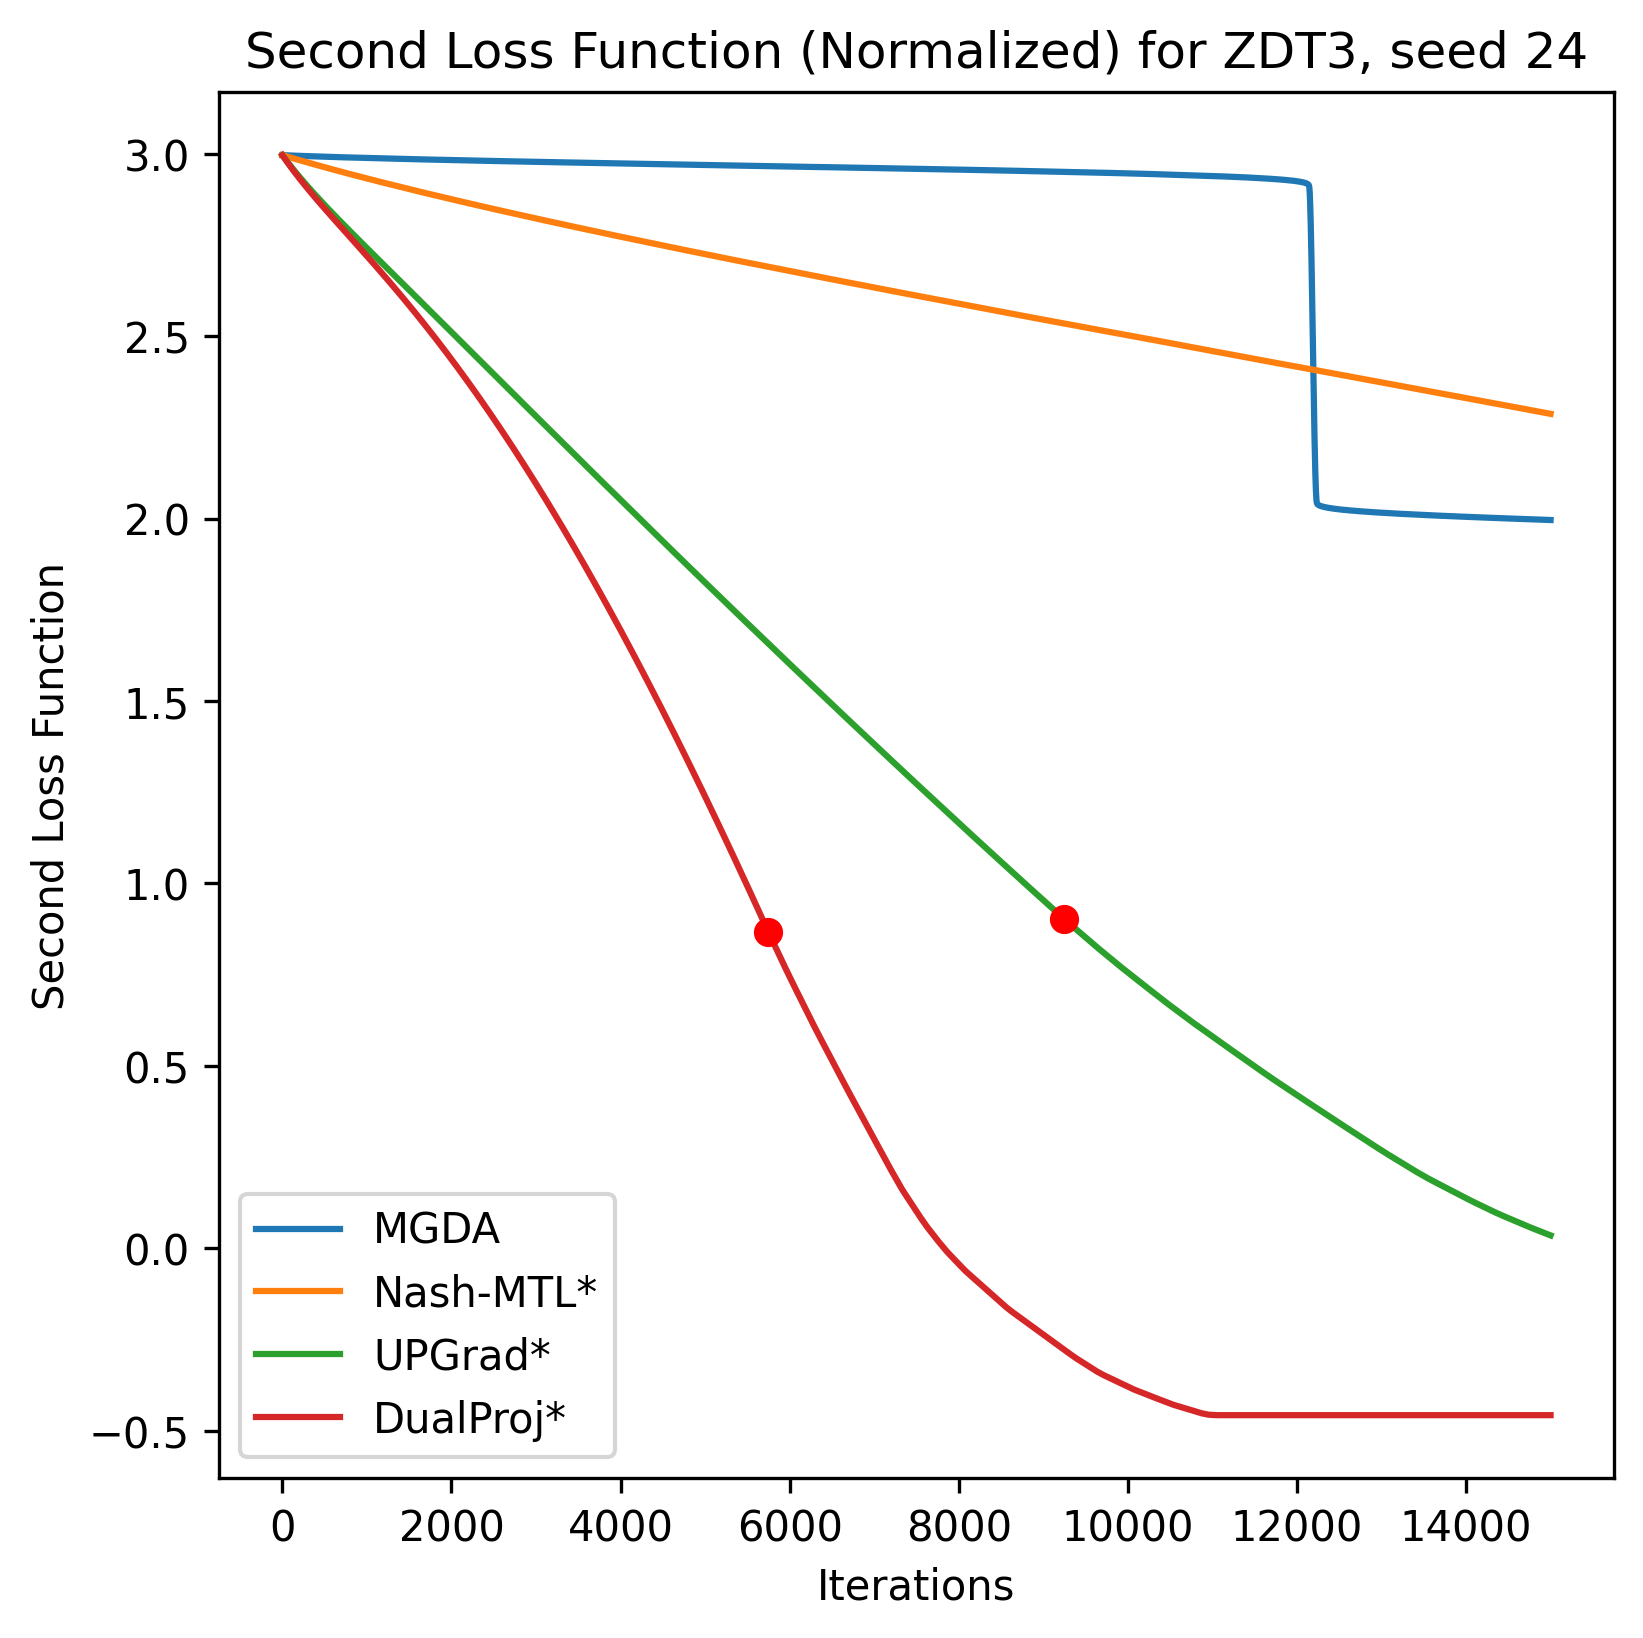 Second Loss Function (Normalized) for ZDT3, seed 24
3.0
2.5
2.0
1.5
1.0
0.5
0.0
−0.5
Second Loss Function
MGDA
Nash-MTL*
UPGrad*
DualProj*
0 2000 4000 6000 8000 10000 12000 14000
Iterations